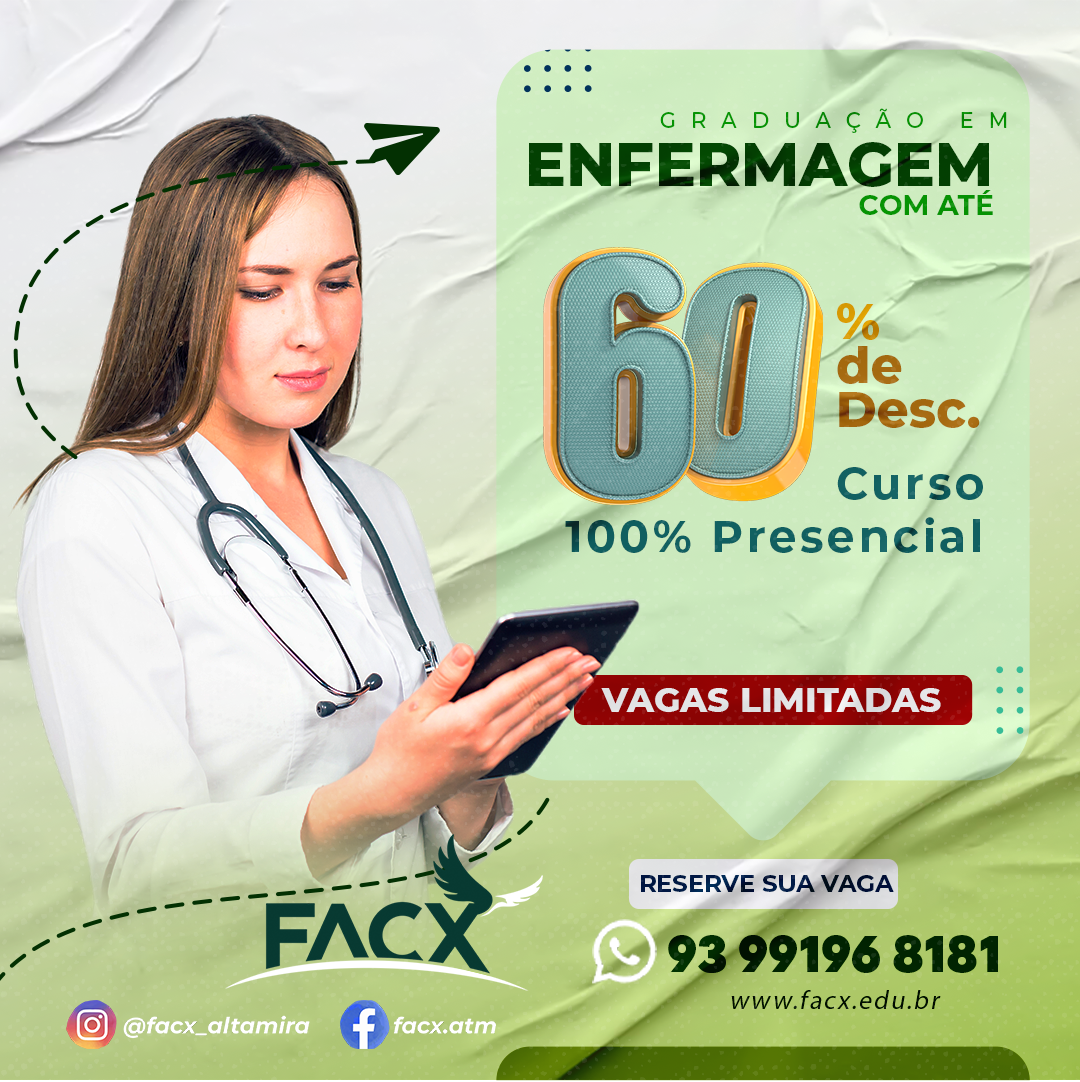 GRADUAÇÃO EM
ENFERMAGEM
COM ATÉ
60
%
de
Desc.
Curso
100% Presencial
VAGAS LIMITADAS
RESERVE SUA VAGA
93 99196 8181
www.facx.edu.br
FACX
@facx_altamira
facx.atm